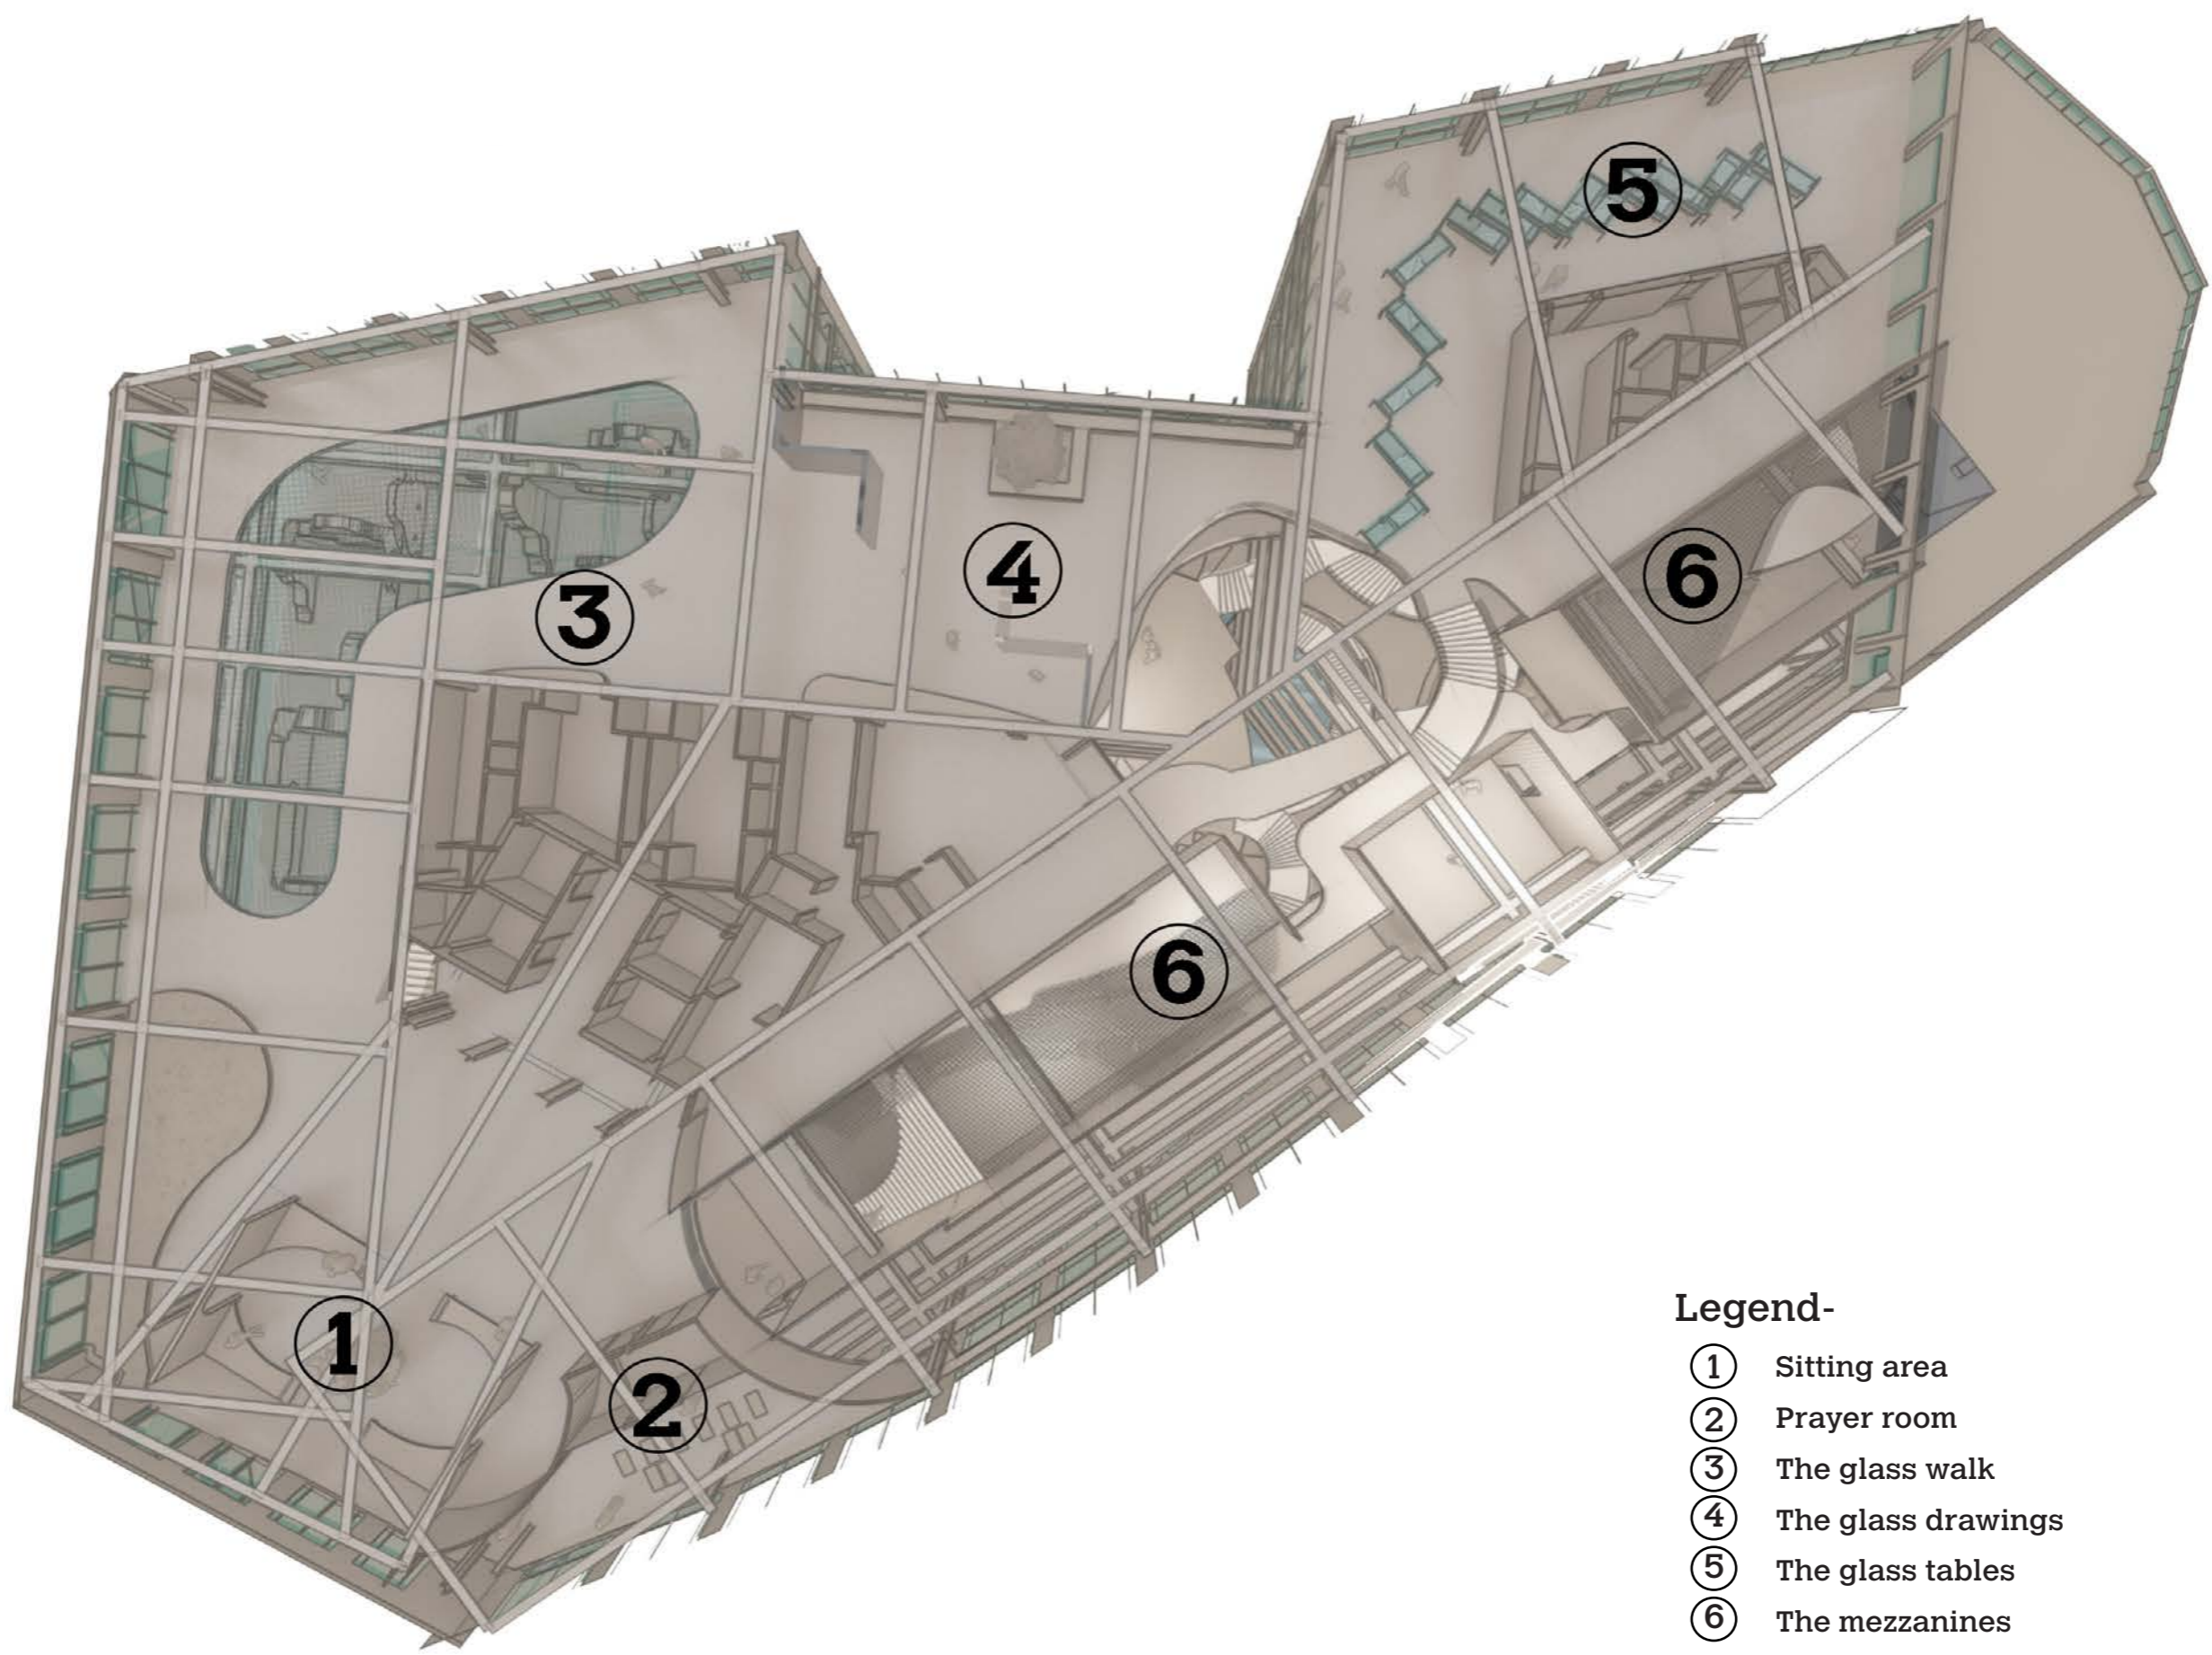 5
6
3
4
6
1
2
Legend-
1 Sitting area
2 Prayer room
3 The glass walk
4 The glass drawings
5 The glass tables
6 The mezzanines